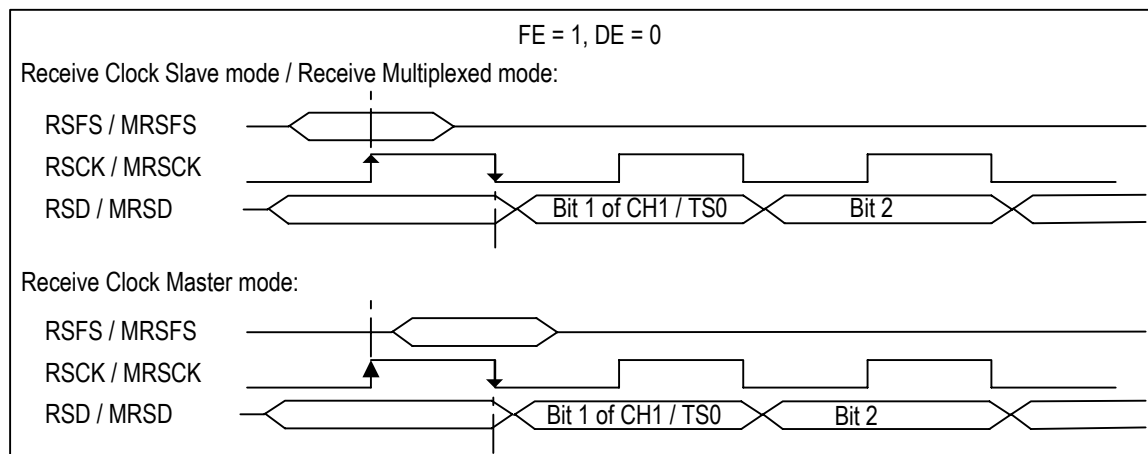 FE = 1, DE = 0
Receive Clock Slave mode / Receive Multiplexed mode:
RSFS / MRSFS
RSCK / MRSCK
RSD / MRSD
Bit 1 of CH1 / TS0
Bit 2
Receive Clock Master mode:
RSFS / MRSFS
RSCK / MRSCK
RSD / MRSD
Bit 1 of CH1 / TS0
Bit 2